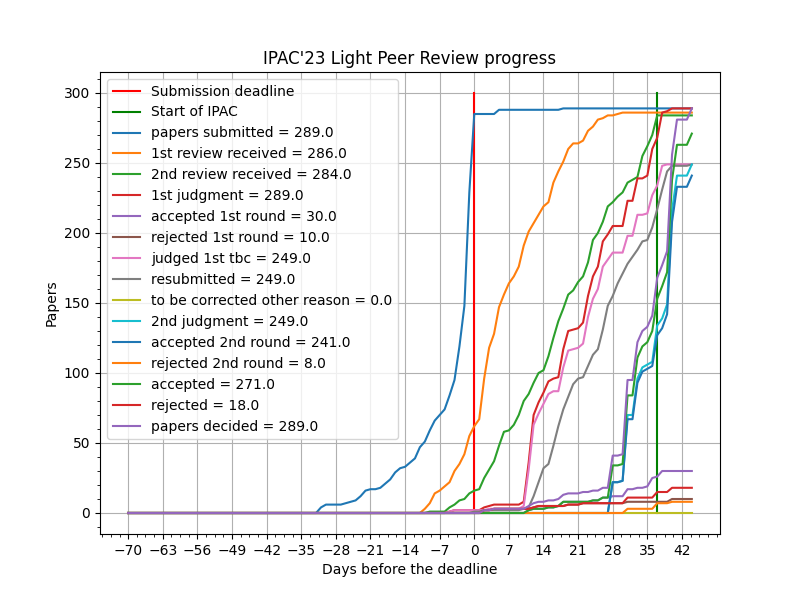 IPAC'23 Light Peer Review progress
Submission deadline
Start of IPAC
papers submitted = 289.0
1st review received = 286.0
2nd review received = 284.0
1st judgment = 289.0
accepted 1st round = 30.0
rejected 1st round = 10.0
judged 1st tbc = 249.0
resubmitted = 249.0
to be corrected other reason = 0.0
2nd judgment = 249.0
accepted 2nd round = 241.0
rejected 2nd round = 8.0
accepted = 271.0
rejected = 18.0
papers decided = 289.0
Papers
300
250
200
150
100
50
0
−70 −63 −56 −49 −42 −35 −28 −21 −14 −7 0 7 14 21 28 35 42
Days before the deadline